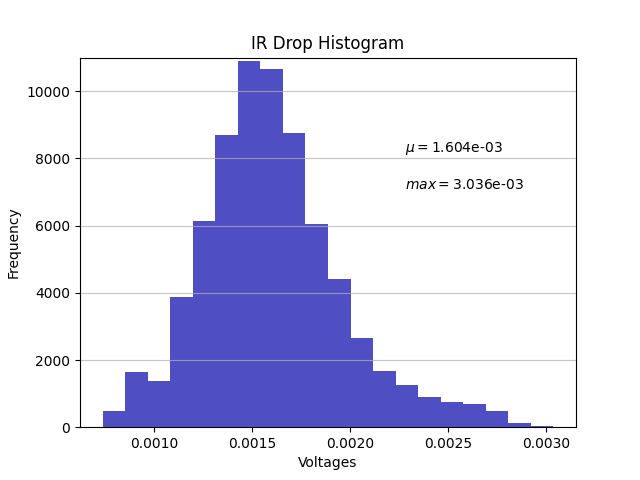 IR Drop Histogram
10000
8000
6000
4000
2000
0
Frequency
μ = 1.604e-03
max = 3.036e-03
0.0010 0.0015 0.0020 0.0025 0.0030
Voltages